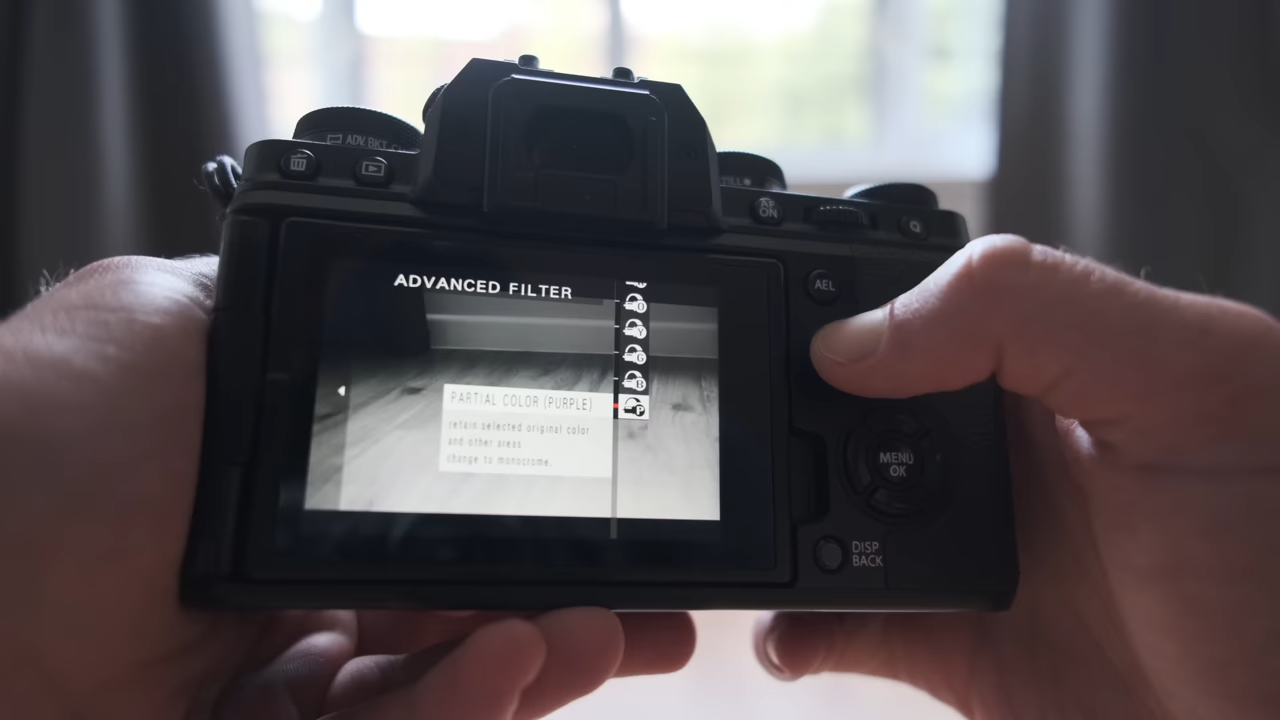 ADV. BKT
AF
ON
Q
AEL
ADVANCED FILTER
O
Y
G
B
P
PARTIAL COLOR (PURPLE)
retain selected original color
and other areas
change to monocrome.
MENU
OK
DISP
BACK